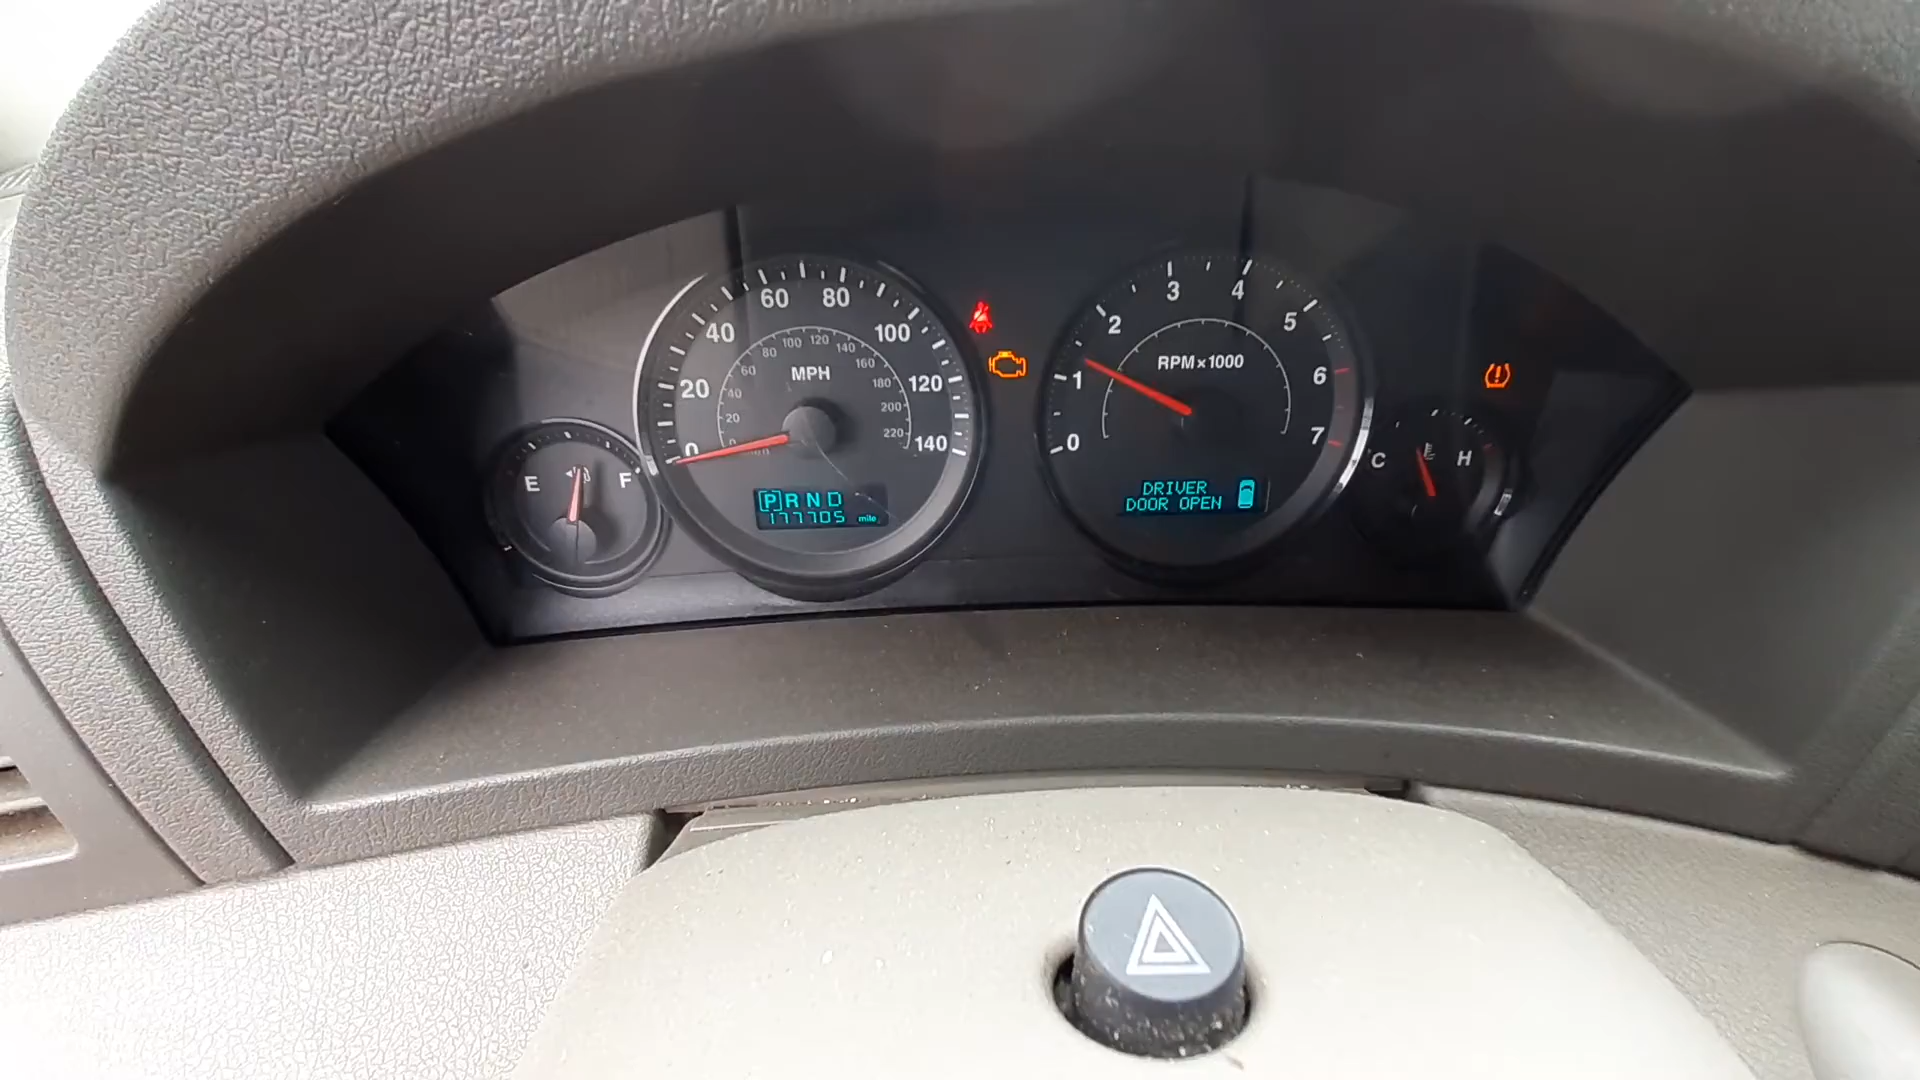 0 20 40 60 80 100 120 140
20 40 60 80 100 120 140 160 180 200 220
MPH
E F
P R N D
177705 mile
0 1 2 3 4 5 6 7
RPM×1000
DRIVER
DOOR OPEN
C H